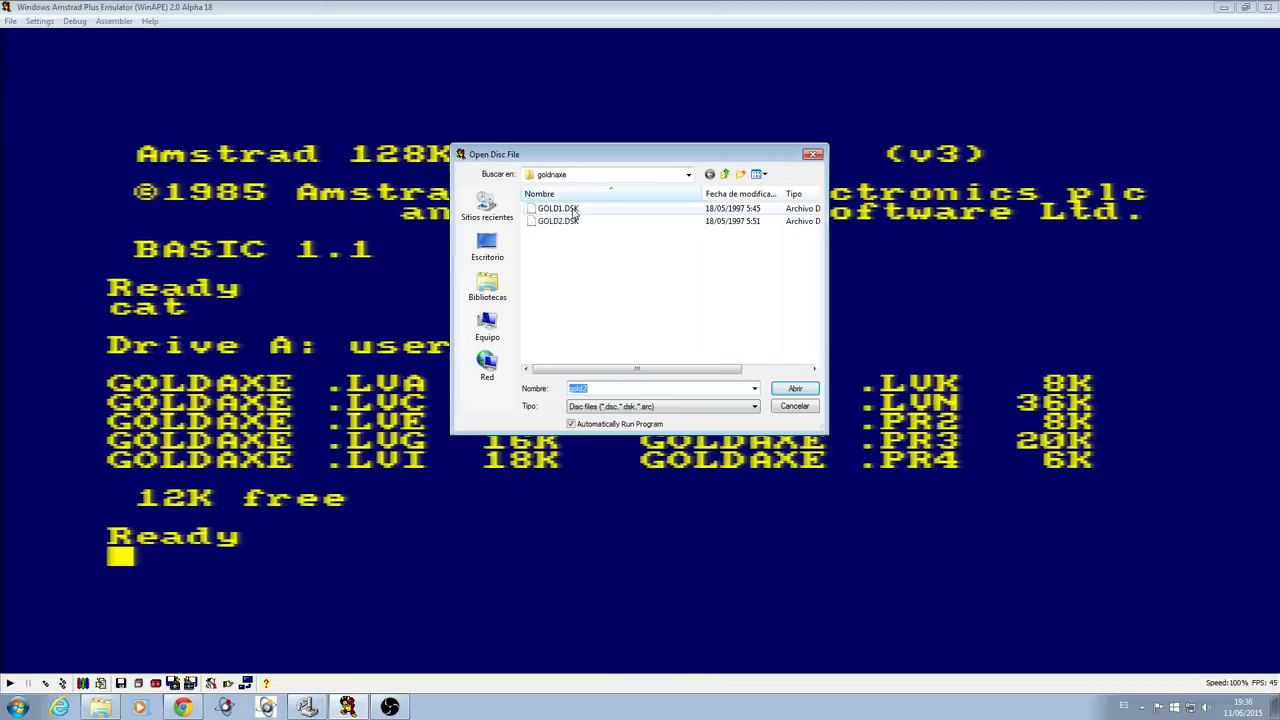 Windows Amstrad Plus Emulator (WinAPE) 2.0 Alpha 18
File Settings Debug Assembler Help
Amstrad 128K (v3)
©1985 Amstra ectronics plc
an Software Ltd.
BASIC 1.1
Ready
cat
Drive A: user
GOLDAXE .LVA .LVK 8K
GOLDAXE .LVC .LVN 36K
GOLDAXE .LVE .PR2 8K
GOLDAXE .LVG 16K GOLDAXE .PR3 20K
GOLDAXE .LVI 18K GOLDAXE .PR4 6K
12K free
Ready
Open Disc File
Buscar en: goldnaxe
Nombre Fecha de modifica... Tipo
GOLD1.DSK 18/05/1997 5:45 Archivo D
GOLD2.DSK 18/05/1997 5:51 Archivo D
Sitios recientes
Escritorio
Bibliotecas
Equipo
Red
Nombre: gold2 Abrir
Tipo: Disc files (*.dsc,*.dsk,*.arc) Cancelar
Automatically Run Program
Speed:100% FPS: 45
ES 19:36
13/06/2015